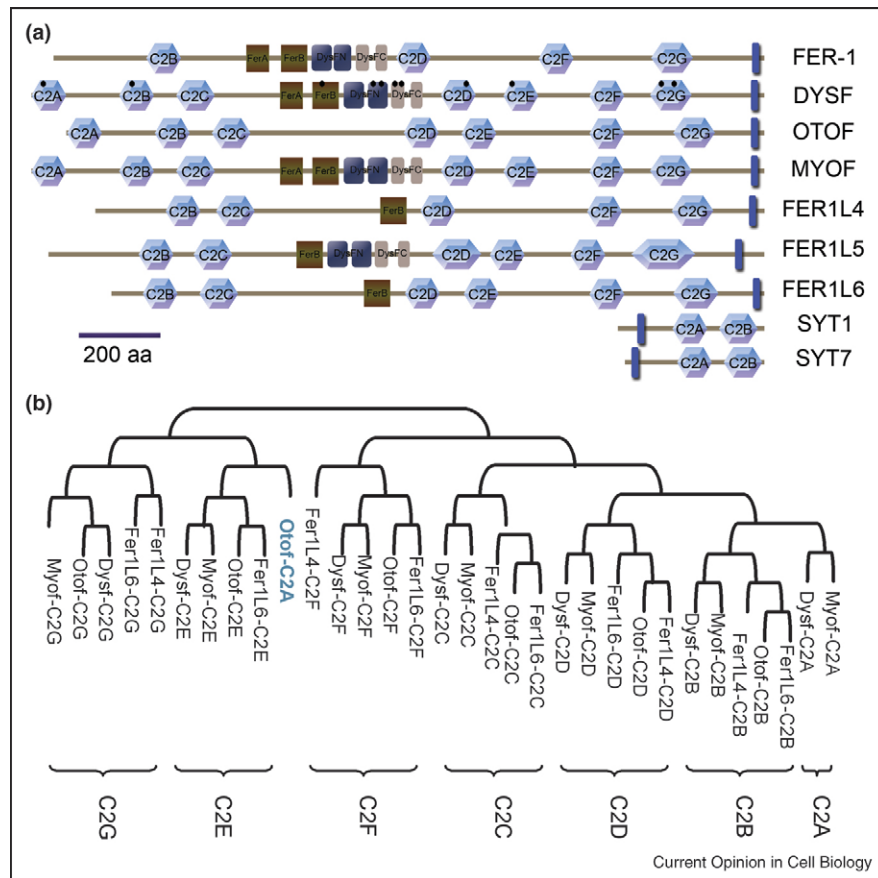 (a)
C2B FerA FerB DysFN DysFC C2D C2F C2G FER-1
C2A C2B C2C FerA FerB DysFN DysFC C2D C2E C2F C2G DYSF
C2A C2B C2C C2D C2E C2F C2G OTOF
C2A C2B C2C FerA FerB DysFN DysFC C2D C2E C2F C2G MYOF
C2B C2C FerB C2D C2F C2G FER1L4
C2B C2C FerB DysFN DysFC C2D C2E C2F C2G FER1L5
C2B C2C FerB C2D C2E C2F C2G FER1L6
C2A C2B SYT1
C2A C2B SYT7
200 aa
(b)
Myof-C2G
Otof-C2G
Dysf-C2G
Fer1L6-C2G
Fer1L4-C2G
Dysf-C2E
Myof-C2E
Otof-C2E
Fer1L6-C2E
Otof-C2A
Fer1L4-C2F
Dysf-C2F
Myof-C2F
Otof-C2F
Fer1L6-C2F
Dysf-C2C
Myof-C2C
Fer1L4-C2C
Otof-C2C
Fer1L6-C2C
Dysf-C2D
Myof-C2D
Fer1L6-C2D
Otof-C2D
Fer1L4-C2D
Dysf-C2B
Myof-C2B
Fer1L4-C2B
Otof-C2B
Fer1L6-C2B
Dysf-C2A
Myof-C2A
C2G
C2E
C2F
C2C
C2D
C2B
C2A
Current Opinion in Cell Biology